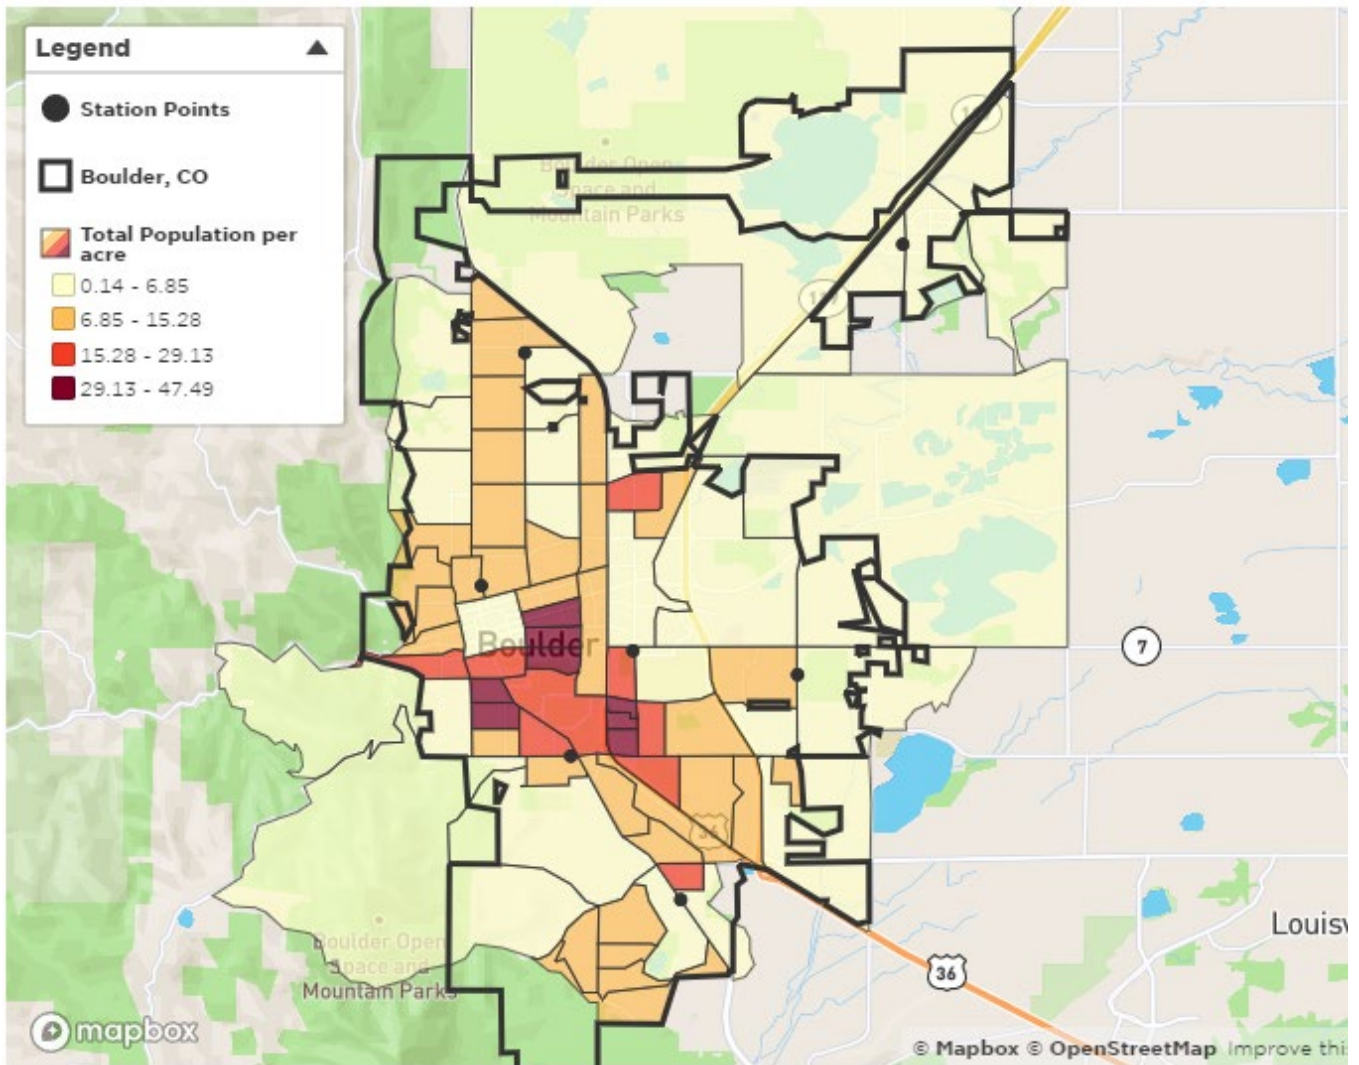 Legend
Station Points
Boulder, CO
Total Population per
acre
0.14 - 6.85
6.85 - 15.28
15.28 - 29.13
29.13 - 47.49
Boulder Open
Space and
Mountain Parks
Boulder
7
36
Boulder Open
Space and
Mountain Parks
Louisv
36
mapbox
© Mapbox © OpenStreetMap Improve this